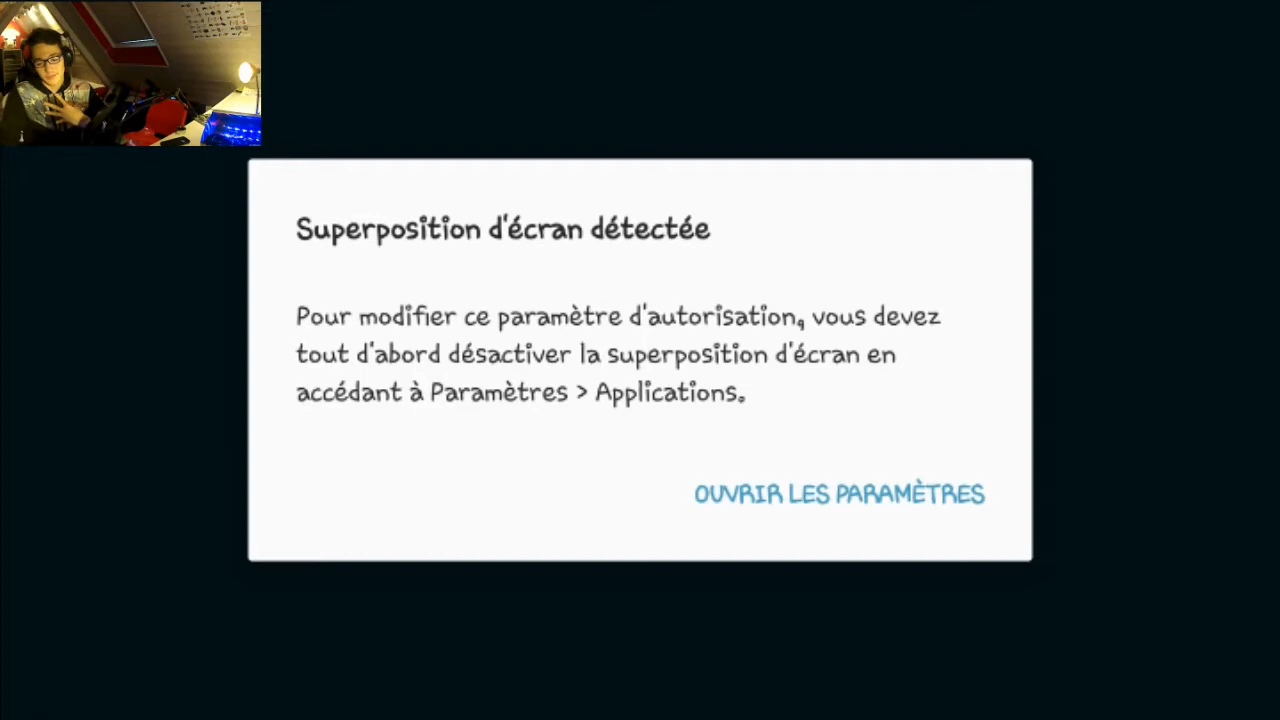 Superposition d'écran détectée
Pour modifier ce paramètre d'autorisation, vous devez
tout d'abord désactiver la superposition d'écran en
accédant à Paramètres > Applications.
OUVRIR LES PARAMÈTRES